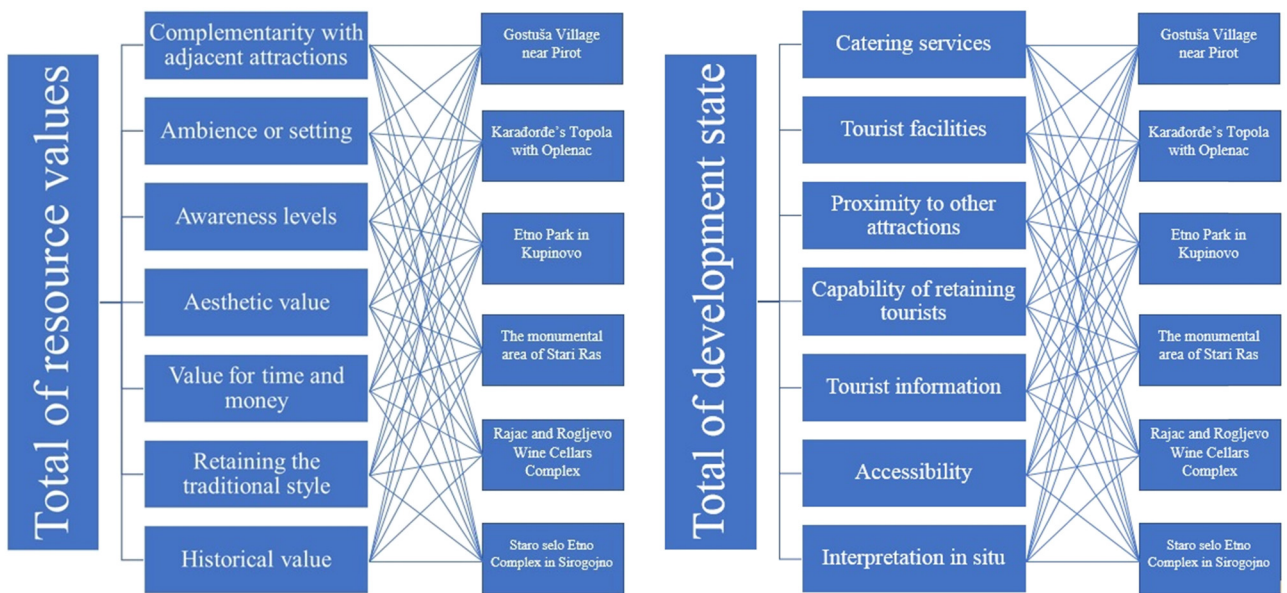 Total of resource values
Complementarity with
adjacent attractions
Ambience or setting
Awareness levels
Aesthetic value
Value for time and
money
Retaining the
traditional style
Historical value
Gostuša Village
near Pirot
Karađorđe's Topola
with Oplenac
Etno Park in
Kupinovo
The monumental
area of Stari Ras
Rajac and Rogljevo
Wine Cellars
Complex
Staro selo Etno
Complex in Sirogojno
Total of development state
Catering services
Tourist facilities
Proximity to other
attractions
Capability of retaining
tourists
Tourist information
Accessibility
Interpretation in situ
Gostuša Village
near Pirot
Karađorđe's Topola
with Oplenac
Etno Park in
Kupinovo
The monumental
area of Stari Ras
Rajac and Rogljevo
Wine Cellars
Complex
Staro selo Etno
Complex in Sirogojno